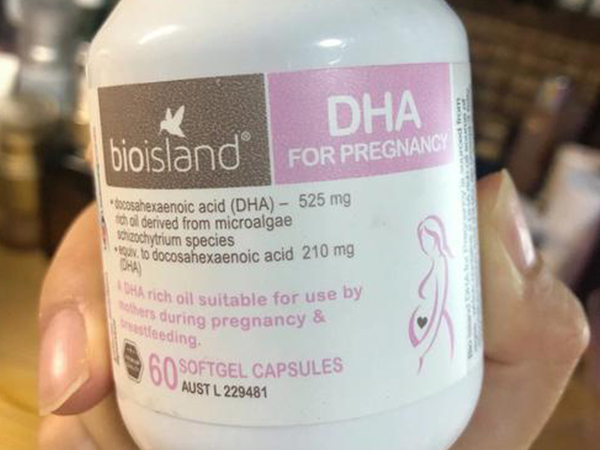 bioisland®
DHA
FOR PREGNANCY
• docosahexaenoic acid (DHA) – 525 mg
rich oil derived from microalgae
schizochytrium species
• equiv. to docosahexaenoic acid 210 mg
(DHA)
A DHA rich oil suitable for use by
mothers during pregnancy &
breastfeeding.
60 SOFTGEL CAPSULES
AUST L 229481